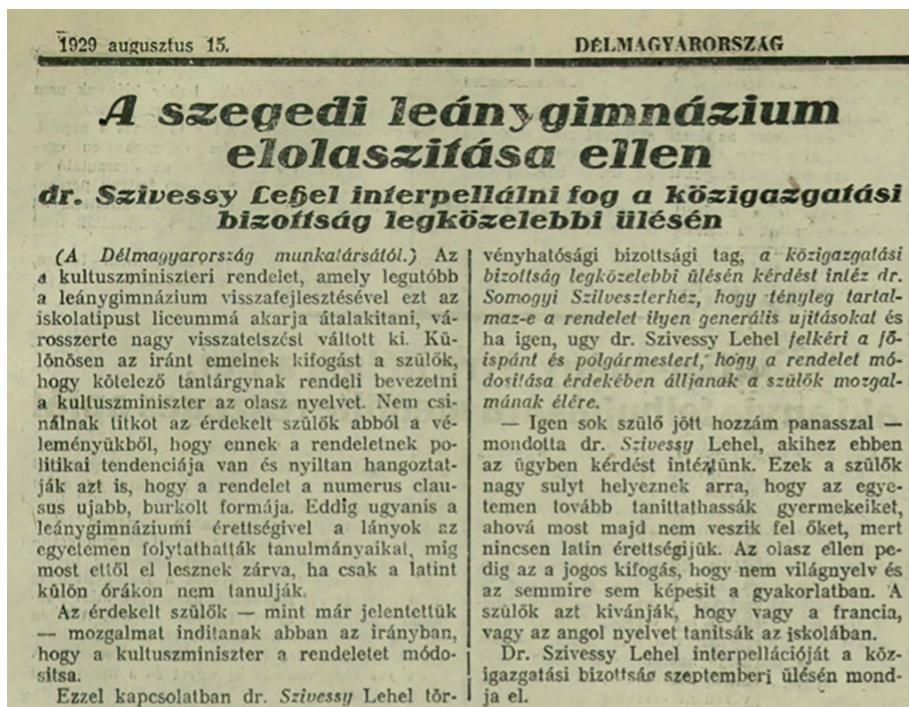 1929 augusztus 15.
DÉLMAGYARORSZÁG
A szegedi leánygimnázium
elolaszitása ellen
dr. Szivessy Lehel interpellálni fog a közigazgatási
bizottság legközelebbi ülésén
(A Délmagyarország munkatársától.) Az
a kultuszminiszteri rendelet, amely legutóbb
a leánygimnázium visszafejlesztésével ezt az
iskolatipust liceummá akarja átalakitani, vá-
rosszerte nagy visszatetszést váltott ki. Kü-
lönösen az iránt emelnek kifogást a szülők,
hogy kötelező tantárgynak rendeli bevezetni
a kultuszminiszter az olasz nyelvet. Nem csi-
nálnak titkot az érdekelt szülők abból a vé-
leményükből, hogy ennek a rendeletnek po-
litikai tendenciája van és nyiltan hangoztat-
ják azt is, hogy a rendelet a numerus clau-
sus ujabb, burkolt formája. Eddig ugyanis a
leánygimnáziumi érettségivel a lányok az
egyetemen folytathatták tanulmányaikat, mig
most ettől el lesznek zárva, ha csak a latint
külön órákon nem tanulják.
Az érdekelt szülők — mint már jelentettük
— mozgalmat inditanak abban az irányban,
hogy a kultuszminiszter a rendeletet módo-
sitsa.
Ezzel kapcsolatban dr. Szivessy Lehel tör-
vényhatósági bizottsági tag, a közigazgatási
bizottság legközelebbi ülésén kérdést intéz dr.
Somogyi Szilveszterhez, hogy tényleg tartal-
maz-e a rendelet ilyen generális ujitásokat és
ha igen, ugy dr. Szivessy Lehel felkéri a fő-
ispánt és polgármestert, hogy a rendelet mó-
dositása érdekében álljanak a szülők mozgal-
mának élére.
— Igen sok szülő jött hozzám panasszal —
mondotta dr. Szivessy Lehel, akihez ebben
az ügyben kérdést intéztünk. Ezek a szülők
nagy sulyt helyeznek arra, hogy az egye-
temen tovább tanittathassák gyermekeiket,
ahová most majd nem veszik fel őket, mert
nincsen latin érettségijük. Az olasz ellen pe-
dig az a jogos kifogás, hogy nem világnyelv és
az semmire sem képesit a gyakorlatban. A
szülők azt kivánják, hogy vagy a francia,
vagy az angol nyelvet tanitsák az iskolában.
Dr. Szivessy Lehel interpellációját a köz-
igazgatási bizottság szeptemberi ülésén mond-
ja el.